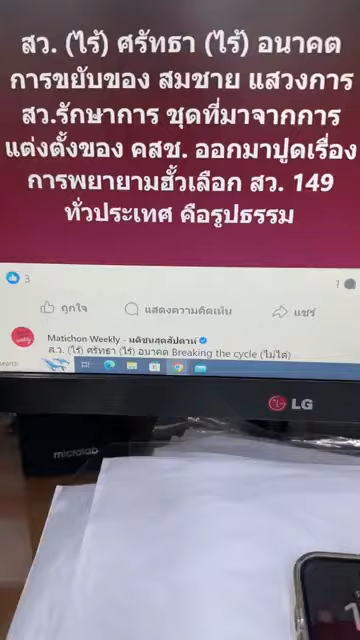 สว. (ไร้) ศรัทธา (ไร้) อนาคต
การขยับของ สมชาย แสวงการ
สว.รักษาการ ชุดที่มาจากการ
แต่งตั้งของ คสช. ออกมาปูดเรื่อง
การพยายามฮั้วเลือก สว. 149
ทั่วประเทศ คือรูปธรรม
3
1
ถูกใจ
แสดงความคิดเห็น
แชร์
Matichon Weekly - มติชนสุดสัปดาห์
ส.ว. (ไร้) ศรัทธา (ไร้) อนาคต Breaking the cycle (ไม่ได้)
search
LG
microlab